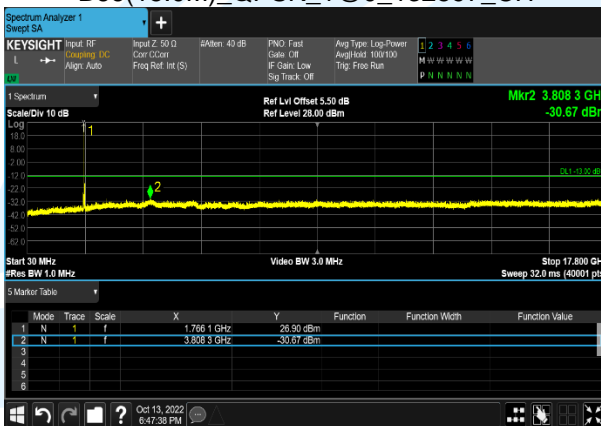 Spectrum Analyzer 1
Swept SA
+
KEYSIGHT Input: RF Input Z: 50 Ω #Atten: 40 dB PNO: Fast Avg Type: Log-Power 1 2 3 4 5 6
L Coupling: DC Corr CCorr Gate: Off Avg|Hold: 100/100 M W W W W W
Align: Auto Freq Ref: Int (S) IF Gain: Low Trig: Free Run
Sig Track: Off P N N N N N
1 Spectrum Ref Lvl Offset 5.50 dB Mkr2 3.808 3 GHz
Scale/Div 10 dB Ref Level 28.00 dBm -30.67 dBm
Log
18.0 1
8.00
-2.00
-12.0 DL1 -13.00 dB
-22.0 2
-32.0
-42.0
-52.0
-62.0
Start 30 MHz Video BW 3.0 MHz Stop 17.800 GH
#Res BW 1.0 MHz Sweep 32.0 ms (40001 pts
5 Marker Table
Mode Trace Scale X Y Function Function Width Function Value
1 N 1 f 1.766 1 GHz 26.90 dBm
2 N 1 f 3.808 3 GHz -30.67 dBm
3
4
5
6
? Oct 13, 2022
6:47:38 PM